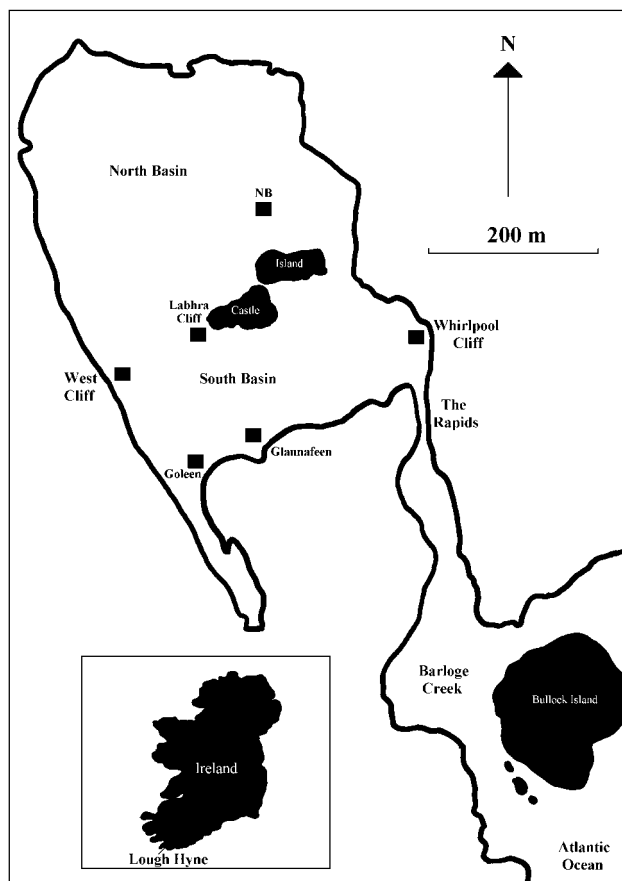 N
North Basin
NB
200 m
Island
Labhra
Cliff
Castle
Whirlpool
Cliff
West
Cliff
South Basin
The
Rapids
Glannafeen
Goleen
Barloge
Creek
Bullock Island
Ireland
Lough Hyne
Atlantic
Ocean